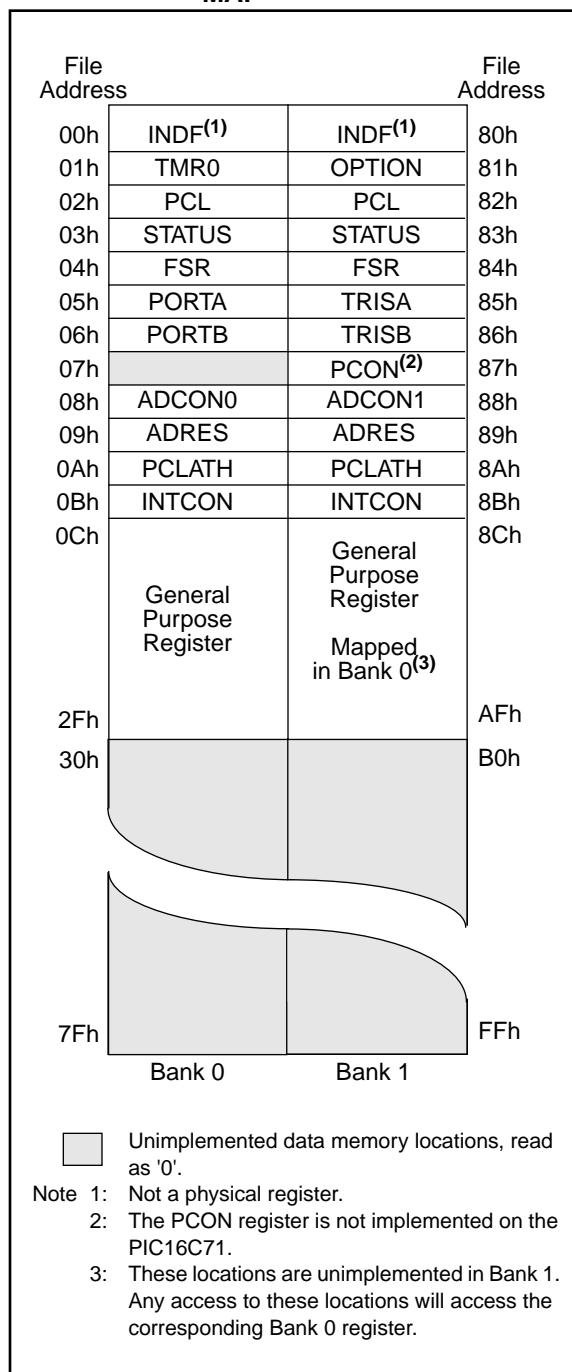 File Address File Address
00h INDF(1) INDF(1) 80h
01h TMR0 OPTION 81h
02h PCL PCL 82h
03h STATUS STATUS 83h
04h FSR FSR 84h
05h PORTA TRISA 85h
06h PORTB TRISB 86h
07h PCON(2) 87h
08h ADCON0 ADCON1 88h
09h ADRES ADRES 89h
0Ah PCLATH PCLATH 8Ah
0Bh INTCON INTCON 8Bh
0Ch 8Ch
General Purpose Register
General Purpose Register
Mapped in Bank 0(3)
2Fh AFh
30h B0h
7Fh FFh
Bank 0 Bank 1
Unimplemented data memory locations, read
as '0'.
Note 1: Not a physical register.
2: The PCON register is not implemented on the
PIC16C71.
3: These locations are unimplemented in Bank 1.
Any access to these locations will access the
corresponding Bank 0 register.